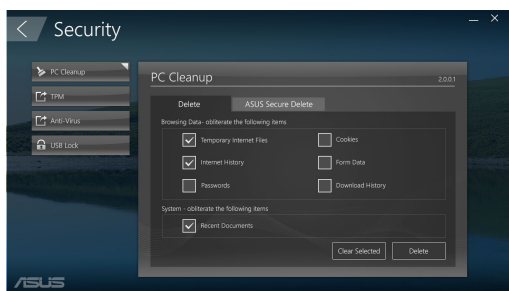 Security
PC Cleanup
TPM
Anti-Virus
USB Lock
PC Cleanup
2.0.0.1
Delete
ASUS Secure Delete
Browsing Data- obliterate the following items
Temporary Internet Files
Cookies
Internet History
Form Data
Passwords
Download History
System - obliterate the following items
Recent Documents
Clear Selected
Delete
ASUS